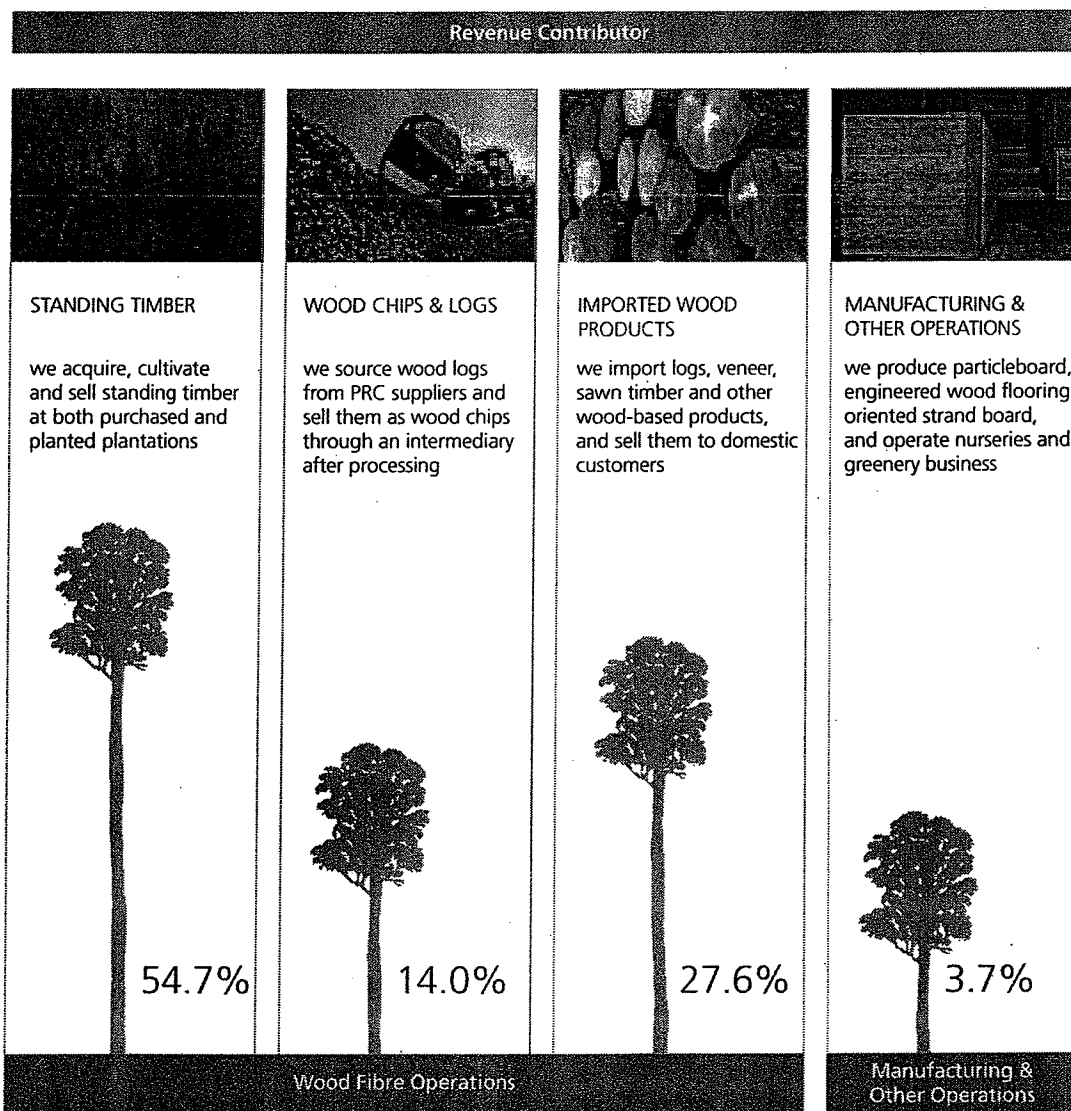 Revenue Contributor
STANDING TIMBER
we acquire, cultivate
and sell standing timber
at both purchased and
planted plantations
54.7%
WOOD CHIPS & LOGS
we source wood logs
from PRC suppliers and
sell them as wood chips
through an intermediary
after processing
14.0%
IMPORTED WOOD
PRODUCTS
we import logs, veneer,
sawn timber and other
wood-based products,
and sell them to domestic
customers
27.6%
MANUFACTURING &
OTHER OPERATIONS
we produce particleboard,
engineered wood flooring
oriented strand board,
and operate nurseries and
greenery business
3.7%
Wood Fibre Operations
Manufacturing &
Other Operations